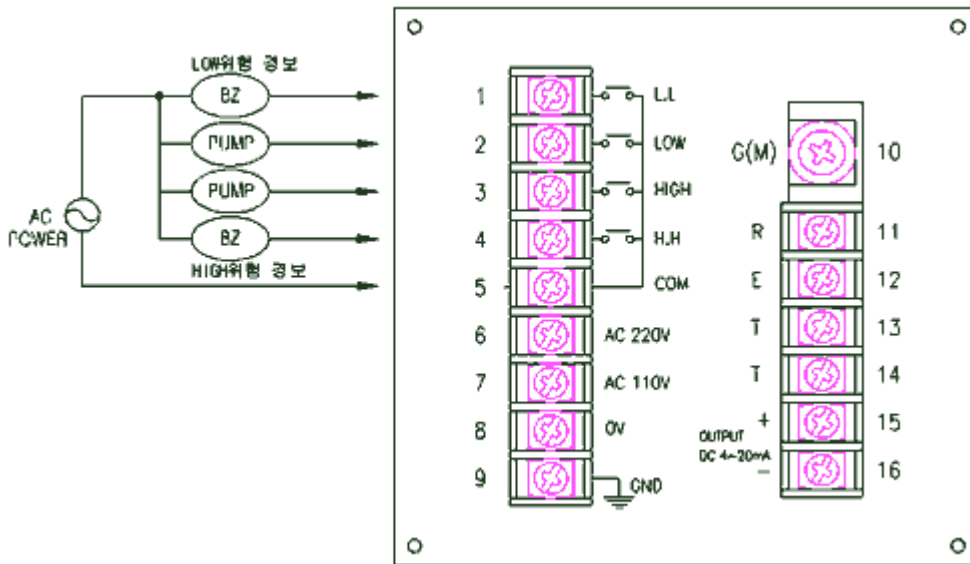 LOW위험 경보
BZ
PUMP
PUMP
BZ
HIGH위험 경보
AC
POWER
1
L.L
2
LOW
3
HIGH
4
H.H
5
COM
6
AC 220V
7
AC 110V
8
0V
9
GND
G(M)
10
R
11
E
12
T
13
T
14
+
15
OUTPUT
DC 4~20mA
−
16